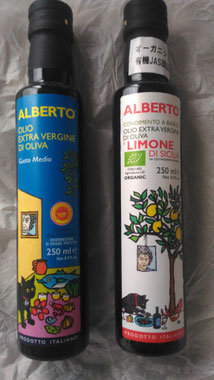 ALBERTO
OLIO
EXTRA VERGINE
DI OLIVA
Gusto Medio
250 ml e
PRODOTTO ITALIANO
オーガニック
有機JAS
ALBERTO
CONDIMENTO A BASE DI
OLIO EXTRA VERGINE
DI OLIVA
LIMONE
DI SICILIA
ORGANIC
250 ml e
PRODOTTO ITALIANO